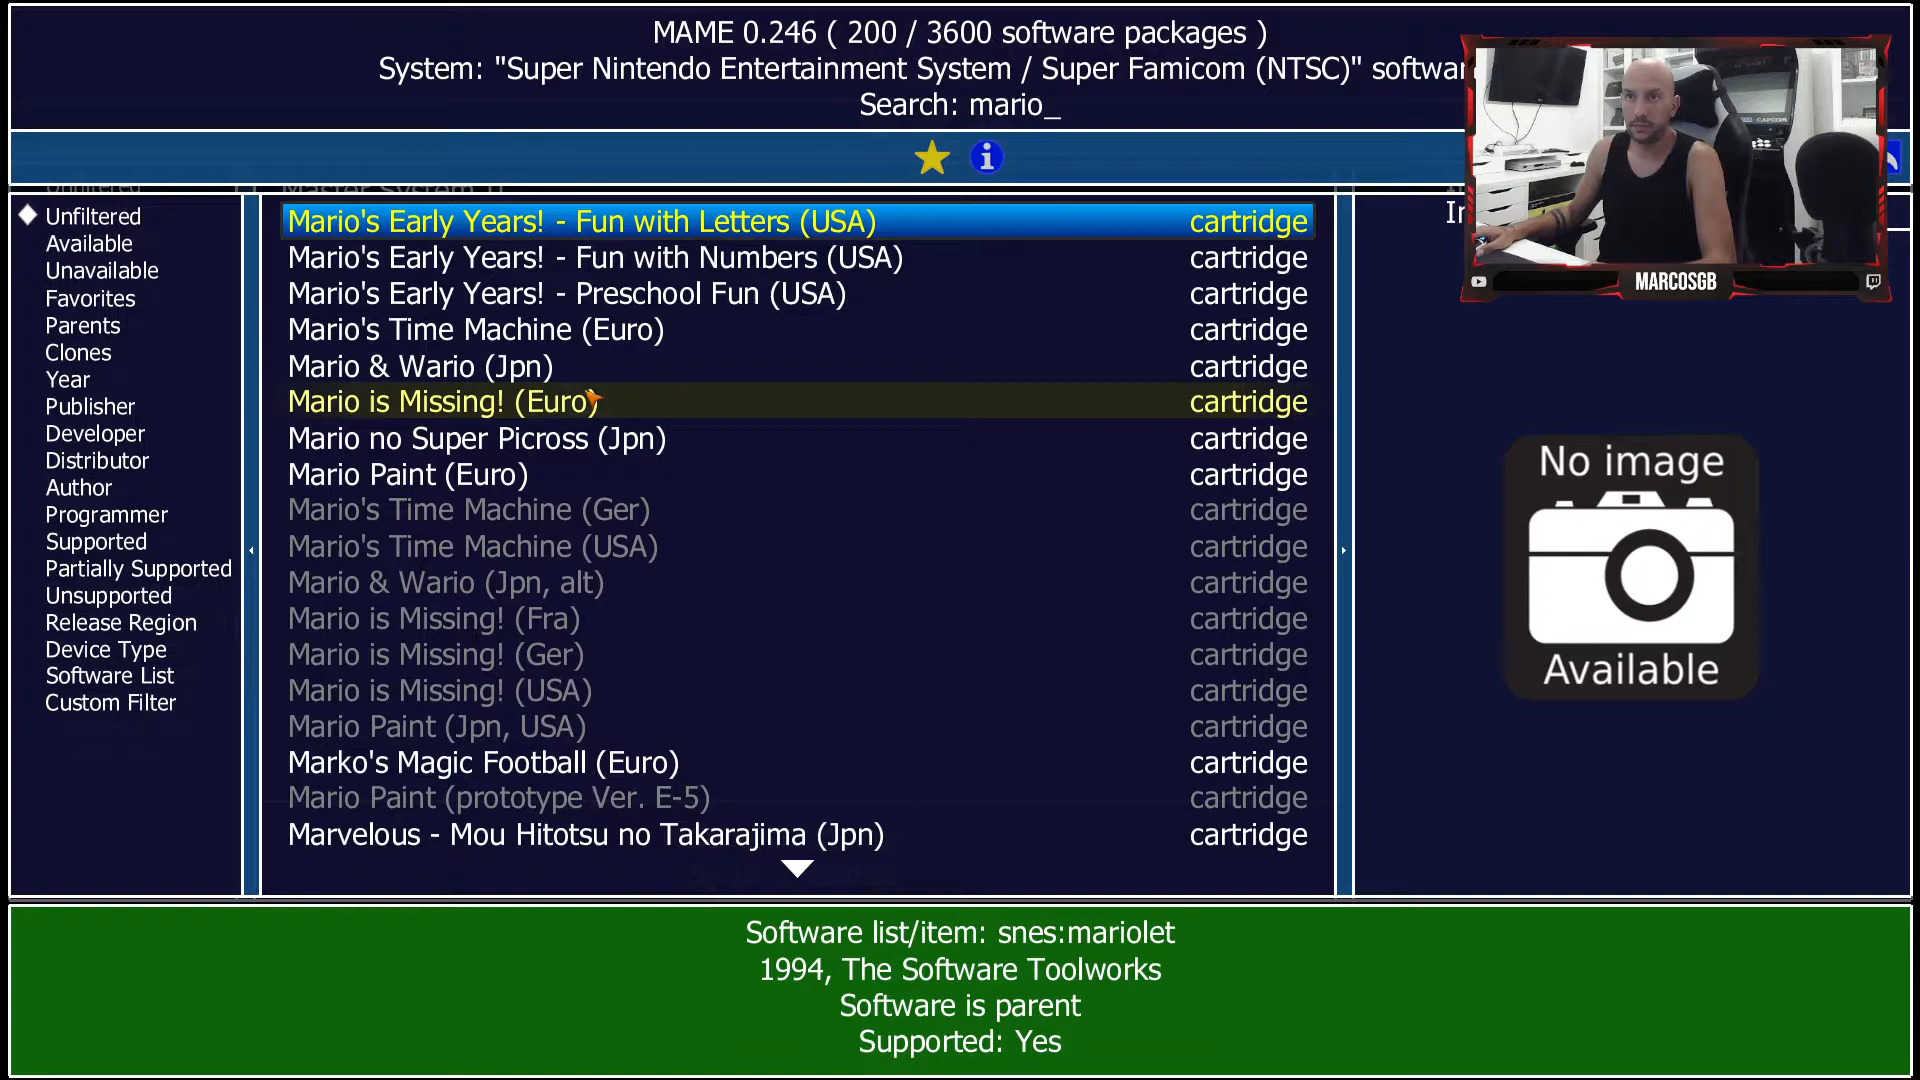 MAME 0.246 ( 200 / 3600 software packages )
System: "Super Nintendo Entertainment System / Super Famicom (NTSC)" softwar
Search: mario_
MARCOSGB
CAPCOM
Master System II
Unfiltered
Unfiltered
Available
Unavailable
Favorites
Parents
Clones
Year
Publisher
Developer
Distributor
Author
Programmer
Supported
Partially Supported
Unsupported
Release Region
Device Type
Software List
Custom Filter
Mario's Early Years! - Fun with Letters (USA) cartridge
Mario's Early Years! - Fun with Numbers (USA) cartridge
Mario's Early Years! - Preschool Fun (USA) cartridge
Mario's Time Machine (Euro) cartridge
Mario & Wario (Jpn) cartridge
Mario is Missing! (Euro) cartridge
Mario no Super Picross (Jpn) cartridge
Mario Paint (Euro) cartridge
Mario's Time Machine (Ger) cartridge
Mario's Time Machine (USA) cartridge
Mario & Wario (Jpn, alt) cartridge
Mario is Missing! (Fra) cartridge
Mario is Missing! (Ger) cartridge
Mario is Missing! (USA) cartridge
Mario Paint (Jpn, USA) cartridge
Marko's Magic Football (Euro) cartridge
Mario Paint (prototype Ver. E-5) cartridge
Marvelous - Mou Hitotsu no Takarajima (Jpn) cartridge
No image
Available
Software list/item: snes:mariolet
1994, The Software Toolworks
Software is parent
Supported: Yes